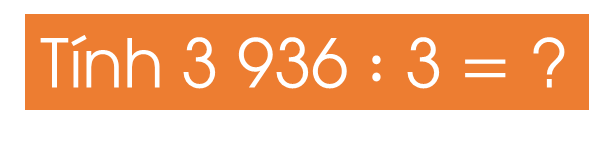 Tính 3 936 : 3 = ?